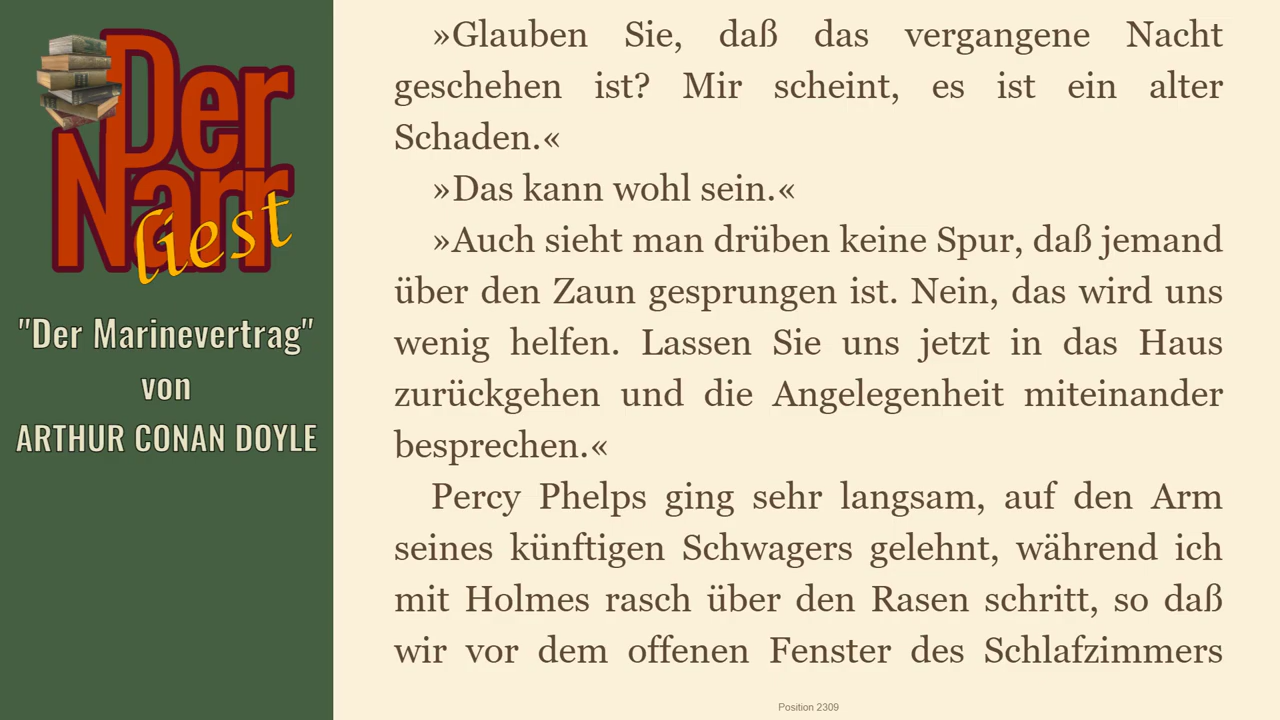 Der
Narr
liest
"Der Marinevertrag"
von
ARTHUR CONAN DOYLE
»Glauben Sie, daß das vergangene Nacht
geschehen ist? Mir scheint, es ist ein alter
Schaden.«
»Das kann wohl sein.«
»Auch sieht man drüben keine Spur, daß jemand
über den Zaun gesprungen ist. Nein, das wird uns
wenig helfen. Lassen Sie uns jetzt in das Haus
zurückgehen und die Angelegenheit miteinander
besprechen.«
Percy Phelps ging sehr langsam, auf den Arm
seines künftigen Schwagers gelehnt, während ich
mit Holmes rasch über den Rasen schritt, so daß
wir vor dem offenen Fenster des Schlafzimmers
Position 2309